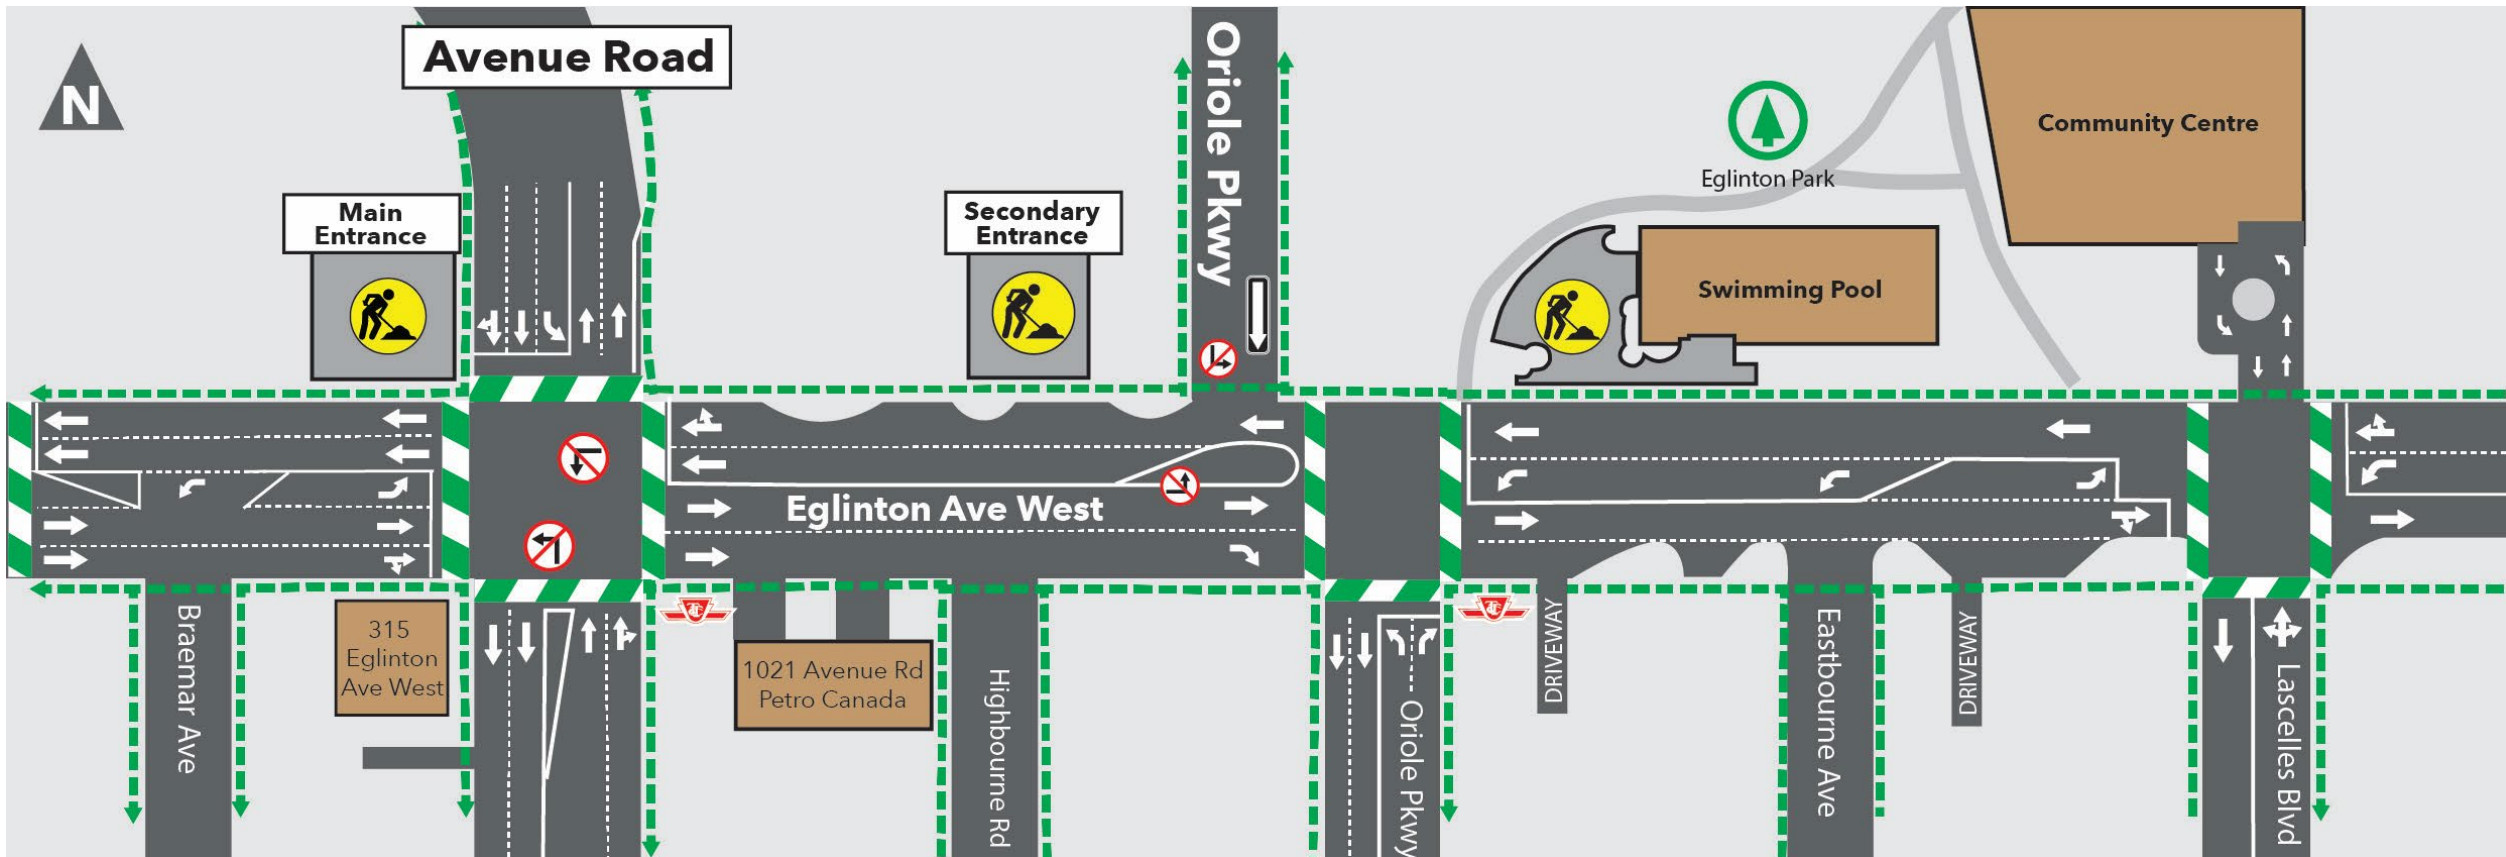 N
Avenue Road
Main
Entrance
Secondary
Entrance
Oriole Pkwy
Eglinton Park
Community Centre
Swimming Pool
Eglinton Ave West
Braemar Ave
315
Eglinton
Ave West
TTC
1021 Avenue Rd
Petro Canada
Highbourne Rd
Oriole Pkwy
TTC
DRIVEWAY
Eastbourne Ave
DRIVEWAY
Lascelles Blvd